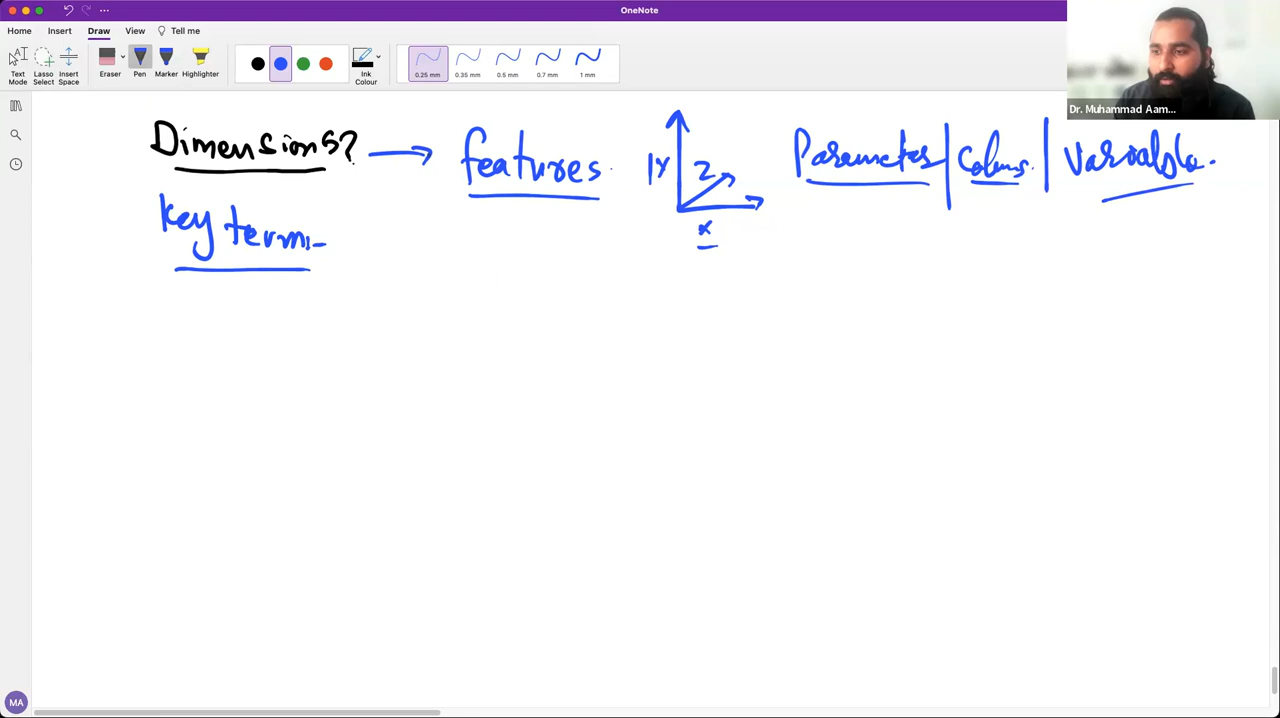 OneNote
Home Insert Draw View Tell me
Text Mode Lasso Select Insert Space Eraser Pen Marker Highlighter Ink Colour 0.25 mm 0.35 mm 0.5 mm 0.7 mm 1 mm
Dr. Muhammad Aam...
Dimensions? → features. Y Z Parameter | Colums. |
x
Key term
MA